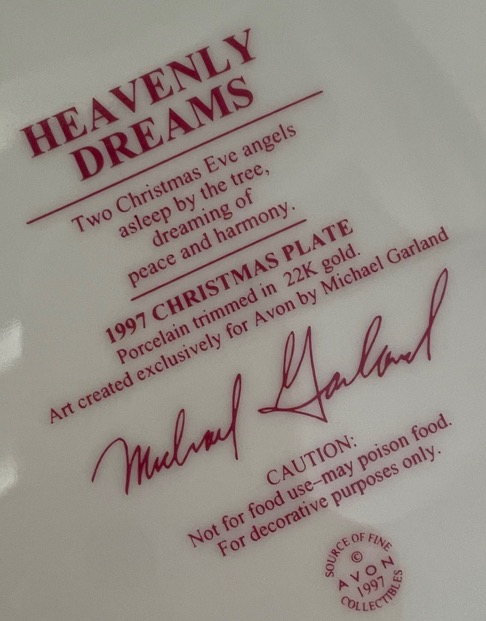 HEAVENLY
DREAMS
Two Christmas Eve angels
asleep by the tree,
dreaming of
peace and harmony.
1997 CHRISTMAS PLATE
Porcelain trimmed in 22K gold.
Art created exclusively for Avon by Michael Garland
Michael Garland
CAUTION:
Not for food use–may poison food.
For decorative purposes only.
SOURCE OF FINE
©
AVON
1997
COLLECTIBLES